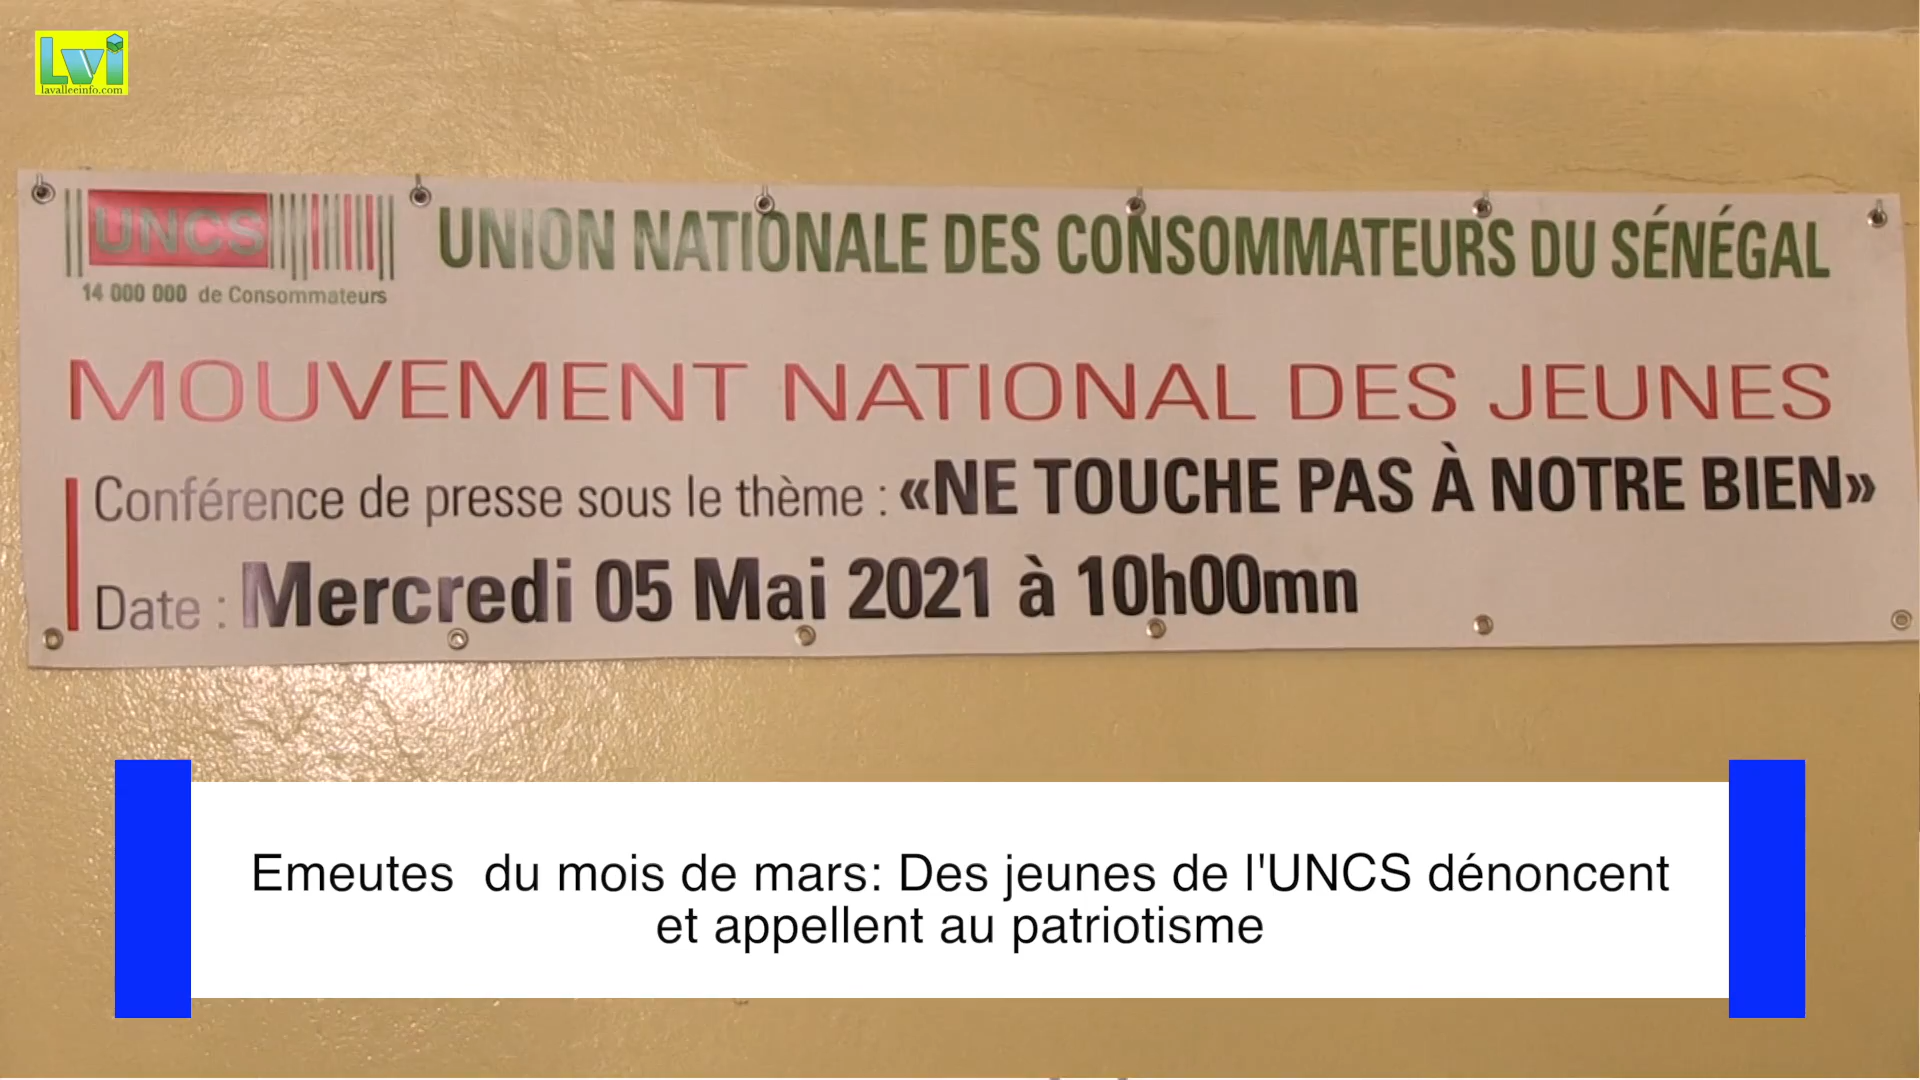 Lvi
lavalleeinfo.com
UNCS
14 000 000 de Consommateurs
UNION NATIONALE DES CONSOMMATEURS DU SÉNÉGAL
MOUVEMENT NATIONAL DES JEUNES
Conférence de presse sous le thème : «NE TOUCHE PAS À NOTRE BIEN»
Date : Mercredi 05 Mai 2021 à 10h00mn
Emeutes  du mois de mars: Des jeunes de l'UNCS dénoncent
et appellent au patriotisme